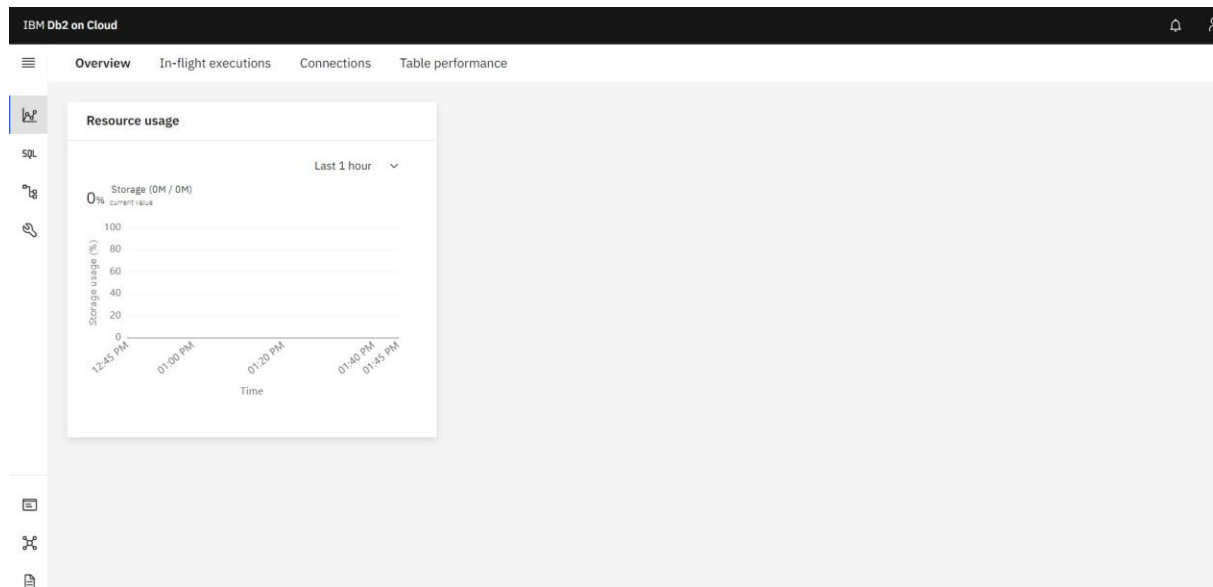 IBM Db2 on Cloud
Overview In-flight executions Connections Table performance
Resource usage
SQL
Last 1 hour
0% Storage (0M / 0M)
current value
Storage usage (%)
100
80
60
40
20
0
12:45 PM 01:00 PM 01:20 PM 01:40 PM 01:45 PM
Time